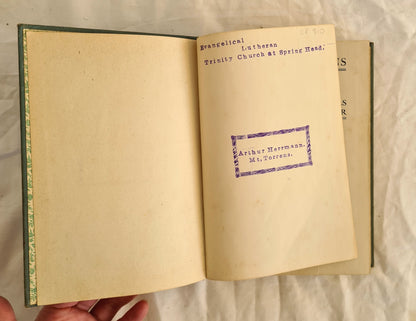 Evangelical
Lutheran
Trinity Church at Spring Head.
Arthur Herrmann.
Mt. Torrens.